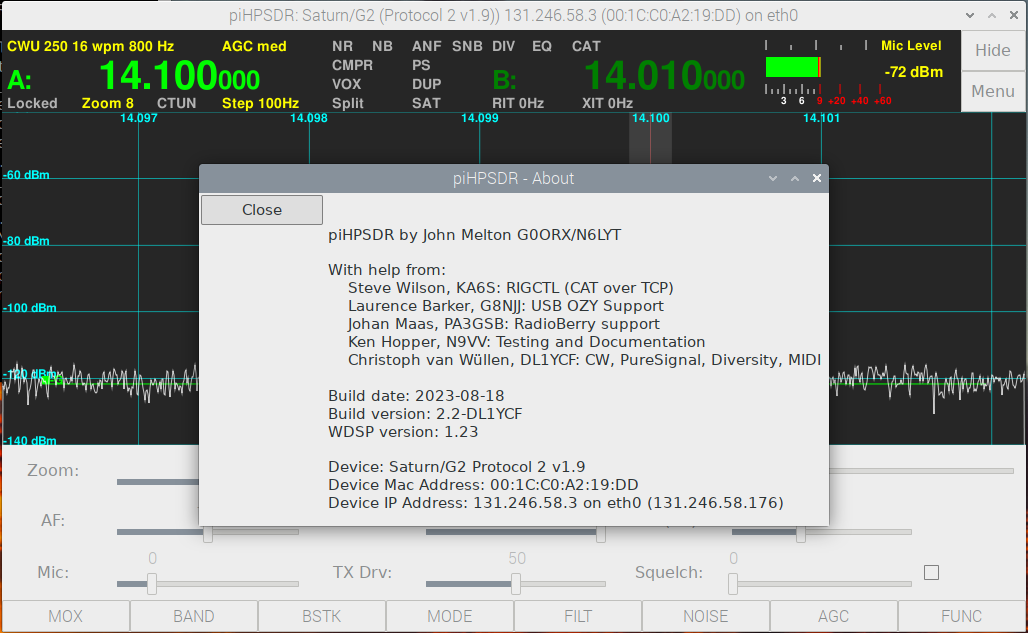 piHPSDR: Saturn/G2 (Protocol 2 v1.9)) 131.246.58.3 (00:1C:C0:A2:19:DD) on eth0
CWU 250 16 wpm 800 Hz AGC med NR NB ANF SNB DIV EQ CAT Mic Level Hide
CMPR PS
A: 14.100000 VOX DUP B: 14.010000 -72 dBm
Locked Zoom 8 CTUN Step 100Hz Split SAT RIT 0Hz XIT 0Hz 3 6 9 +20 +40 +60 Menu
14.097 14.098 14.099 14.100 14.101
-60 dBm
-80 dBm
-100 dBm
-120 dBm
-140 dBm
piHPSDR - About
Close
piHPSDR by John Melton G0ORX/N6LYT
With help from:
Steve Wilson, KA6S: RIGCTL (CAT over TCP)
Laurence Barker, G8NJJ: USB OZY Support
Johan Maas, PA3GSB: RadioBerry support
Ken Hopper, N9VV: Testing and Documentation
Christoph van Wüllen, DL1YCF: CW, PureSignal, Diversity, MIDI
Build date: 2023-08-18
Build version: 2.2-DL1YCF
WDSP version: 1.23
Device: Saturn/G2 Protocol 2 v1.9
Device Mac Address: 00:1C:C0:A2:19:DD
Device IP Address: 131.246.58.3 on eth0 (131.246.58.176)
Zoom:
AF:
0 50 0
Mic: TX Drv: Squelch:
MOX BAND BSTK MODE FILT NOISE AGC FUNC